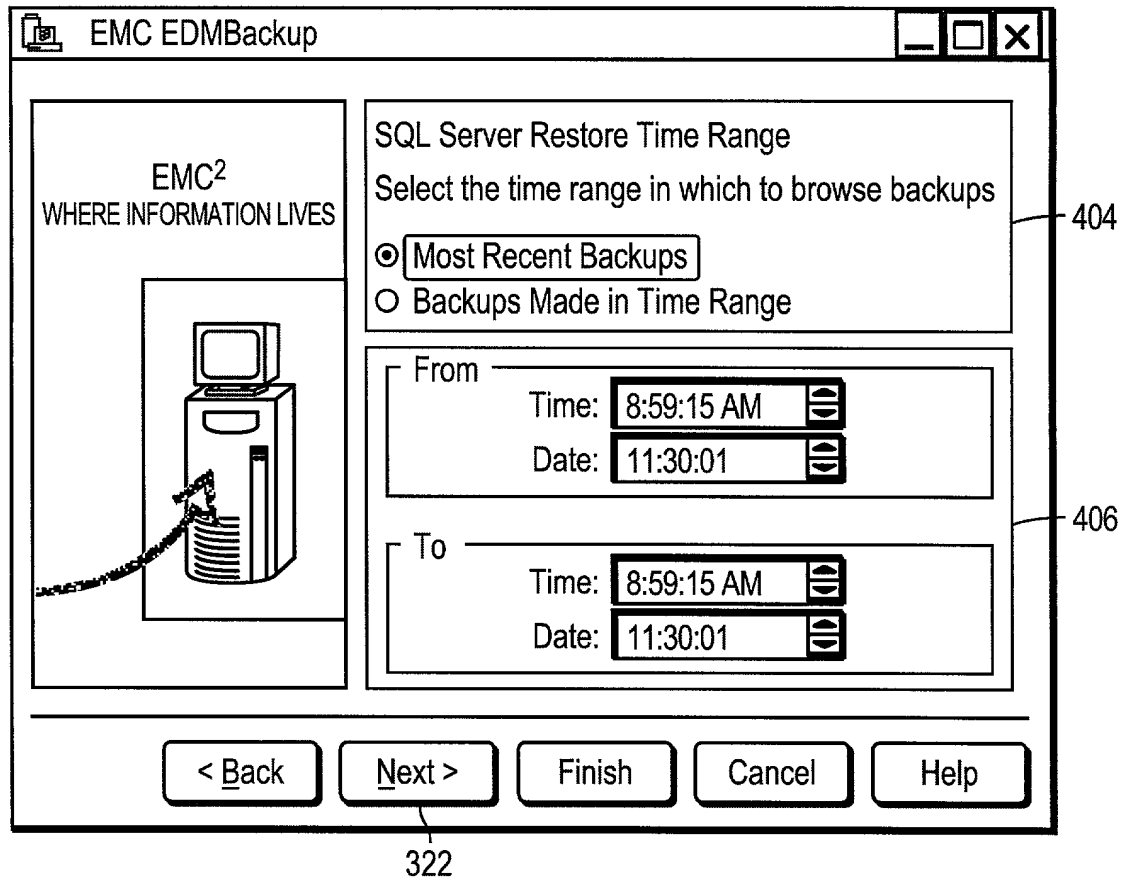 EMC EDMBackup
EMC²
WHERE INFORMATION LIVES
SQL Server Restore Time Range
Select the time range in which to browse backups
Most Recent Backups
Backups Made in Time Range
404
From
Time: 8:59:15 AM
Date: 11:30:01
To
Time: 8:59:15 AM
Date: 11:30:01
406
< Back
Next >
Finish
Cancel
Help
322